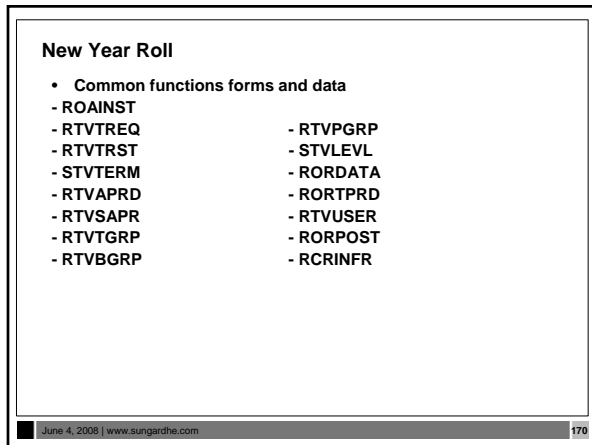 New Year Roll
• Common functions forms and data
- ROAINST
- RTVTREQ - RTVPGRP
- RTVTRST - STVLEVL
- STVTERM - RORDATA
- RTVAPRD - RORTPRD
- RTVSAPR - RTVUSER
- RTVTGRP - RORPOST
- RTVBGRP - RCRINFR
June 4, 2008 | www.sungardhe.com 170